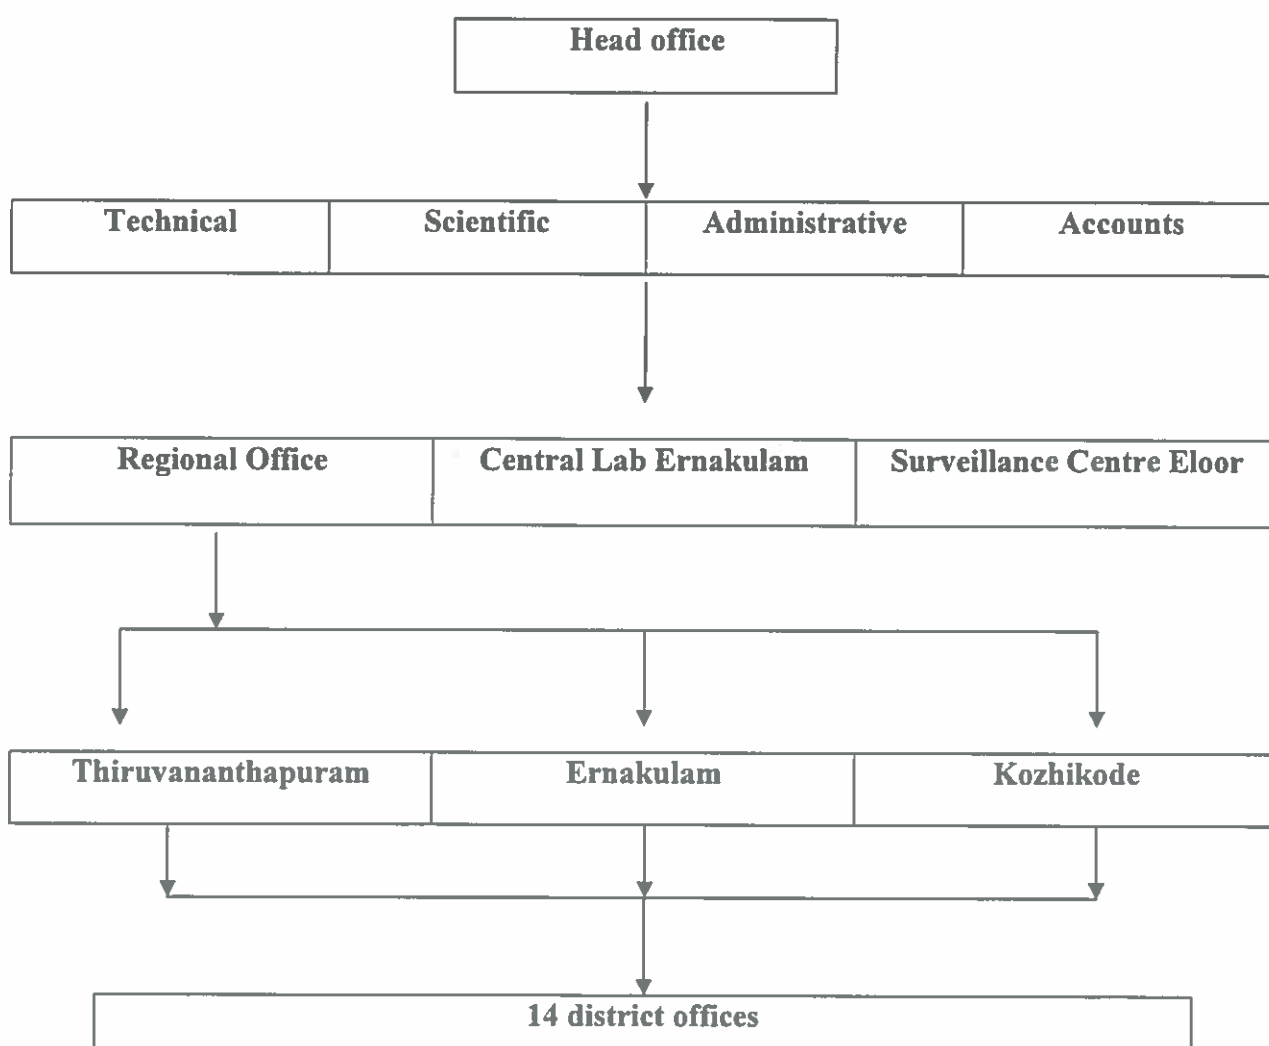 Head office
Technical Scientific Administrative Accounts
Regional Office Central Lab Ernakulam Surveillance Centre Eloor
Thiruvananthapuram Ernakulam Kozhikode
14 district offices